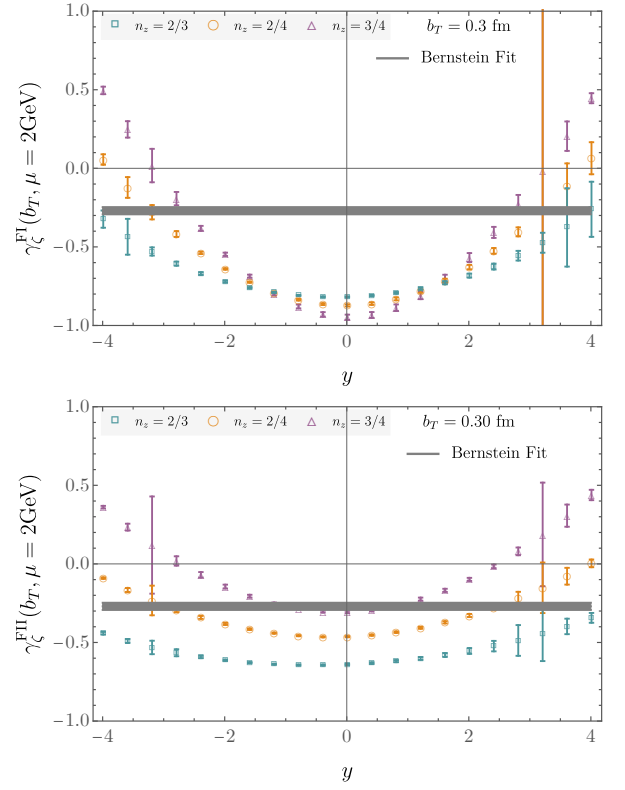 n_z = 2/3 n_z = 2/4 n_z = 3/4 b_T = 0.3 fm
Bernstein Fit
γ_ζ^FI(b_T, μ = 2GeV)
1.0
0.5
0.0
−0.5
−1.0
−4 −2 0 2 4
y
n_z = 2/3 n_z = 2/4 n_z = 3/4 b_T = 0.30 fm
Bernstein Fit
γ_ζ^FII(b_T, μ = 2GeV)
1.0
0.5
0.0
−0.5
−1.0
−4 −2 0 2 4
y